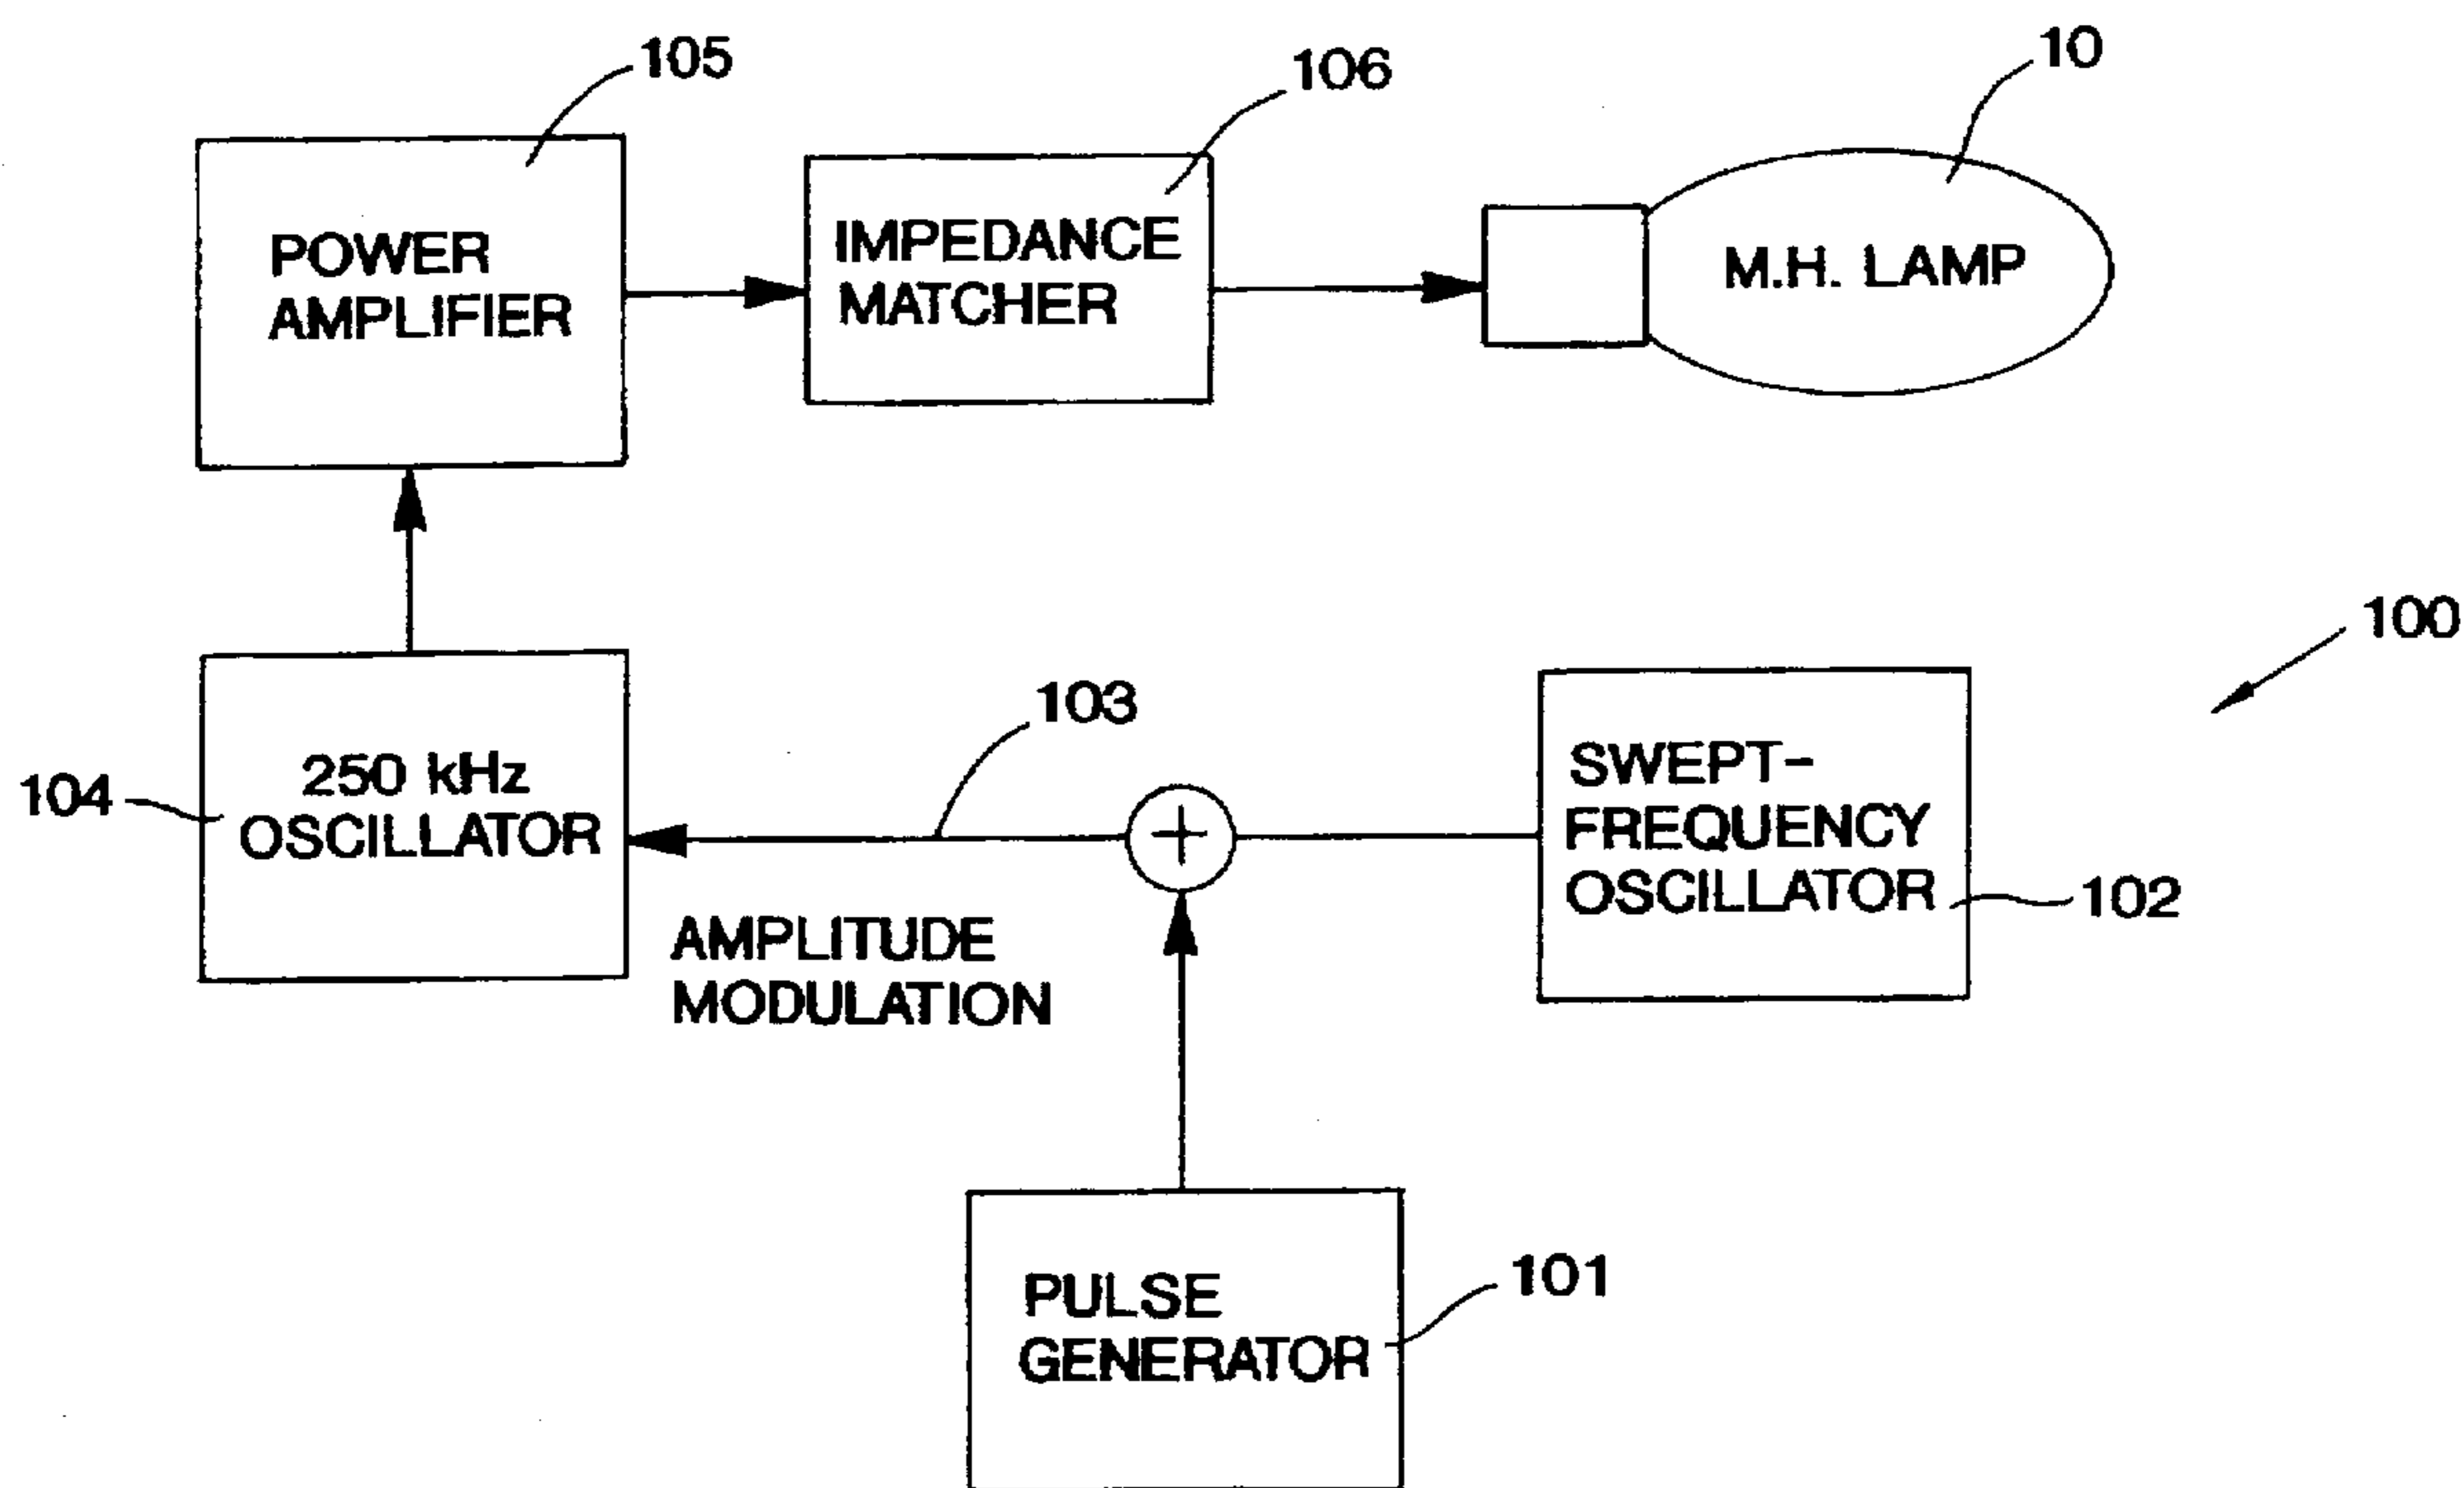 105
106
10
POWER
AMPLIFIER
IMPEDANCE
MATCHER
M.H. LAMP
100
103
104
250 kHz
OSCILLATOR
+
SWEPT-
FREQUENCY
OSCILLATOR
102
AMPLITUDE
MODULATION
PULSE
GENERATOR
101